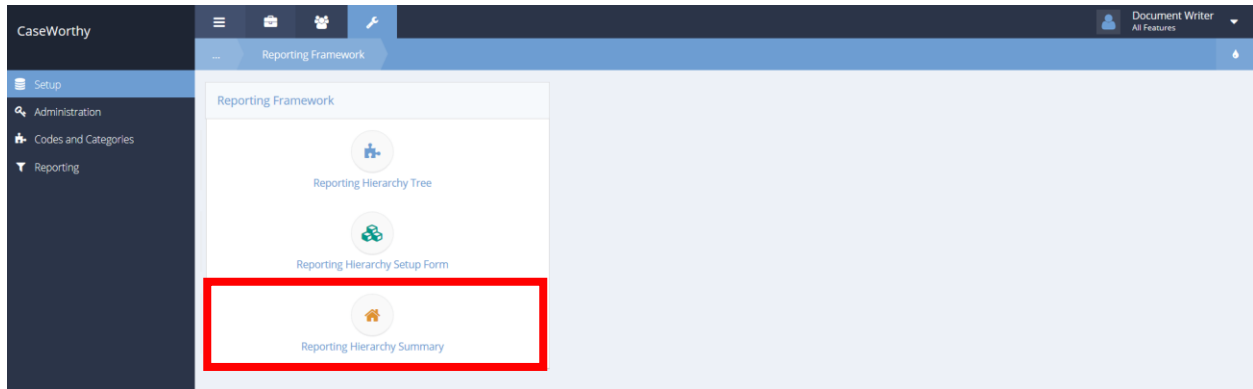 CaseWorthy
Document Writer
All Features
... Reporting Framework
Setup
Administration
Codes and Categories
Reporting
Reporting Framework
Reporting Hierarchy Tree
Reporting Hierarchy Setup Form
Reporting Hierarchy Summary